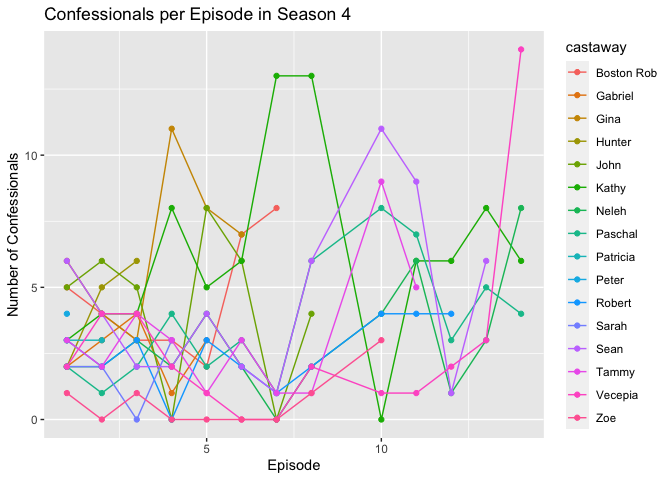 Confessionals per Episode in Season 4
Number of Confessionals
10
5
0
5
10
Episode
castaway
Boston Rob
Gabriel
Gina
Hunter
John
Kathy
Neleh
Paschal
Patricia
Peter
Robert
Sarah
Sean
Tammy
Vecepia
Zoe